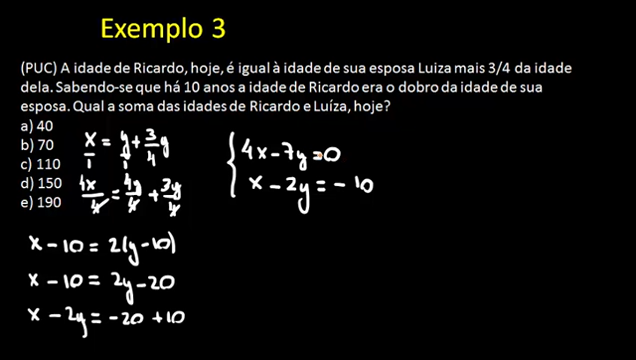 Exemplo 3
(PUC) A idade de Ricardo, hoje, é igual à idade de sua esposa Luiza mais 3/4 da idade
dela. Sabendo-se que há 10 anos a idade de Ricardo era o dobro da idade de sua
esposa. Qual a soma das idades de Ricardo e Luíza, hoje?
a) 40
b) 70
c) 110
d) 150
e) 190
x/1 = y/1 + 3/4 y
4x/4 = 4y/4 + 3y/4
x - 10 = 2(y - 10)
x - 10 = 2y - 20
x - 2y = -20 + 10
{ 4x - 7y = 0
x - 2y = -10